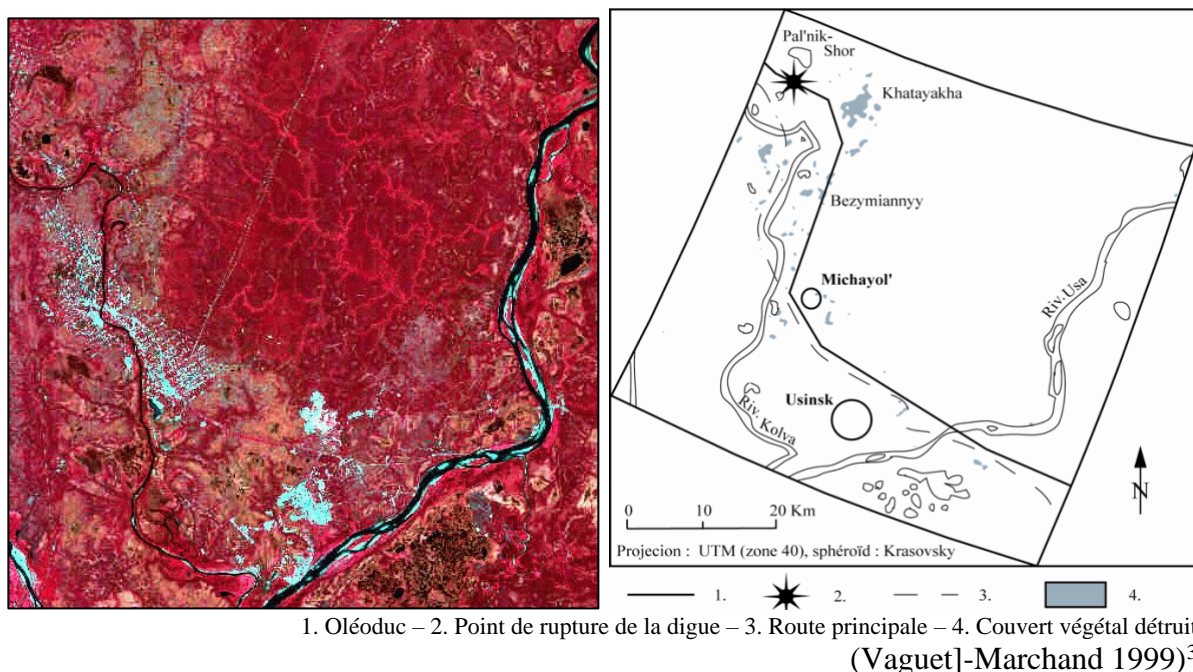 Pal'nik-
Shor
Khatayakha
Bezymiannyy
Michayol'
Riv. Usa
Usinsk
Riv. Kolva
N
0 10 20 Km
Projecion : UTM (zone 40), sphéroïd : Krasovsky
1. 2. 3. 4.
1. Oléoduc – 2. Point de rupture de la digue – 3. Route principale – 4. Couvert végétal détruit
(Vaguet]-Marchand 1999)³